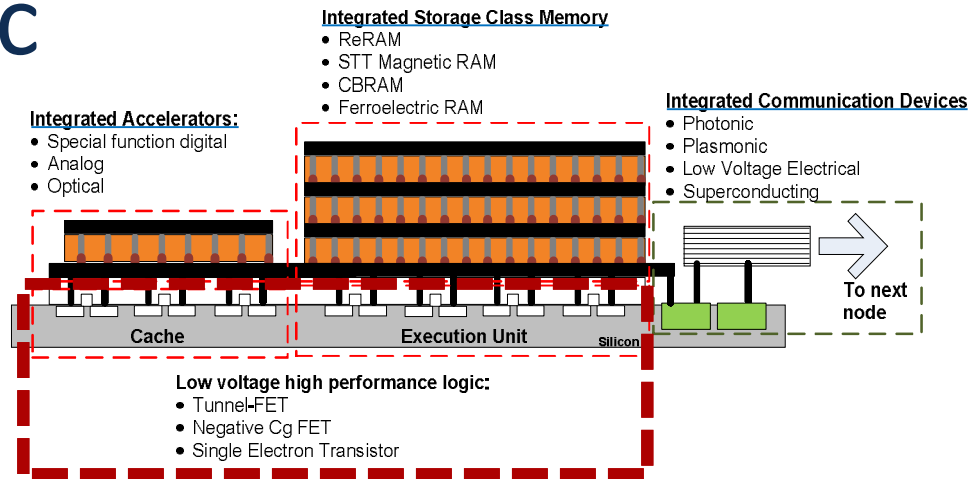 C
Integrated Storage Class Memory
• ReRAM
• STT Magnetic RAM
• CBRAM
• Ferroelectric RAM
Integrated Accelerators:
• Special function digital
• Analog
• Optical
Integrated Communication Devices
• Photonic
• Plasmonic
• Low Voltage Electrical
• Superconducting
To next
node
Cache
Execution Unit
Silicon
Low voltage high performance logic:
• Tunnel-FET
• Negative Cg FET
• Single Electron Transistor